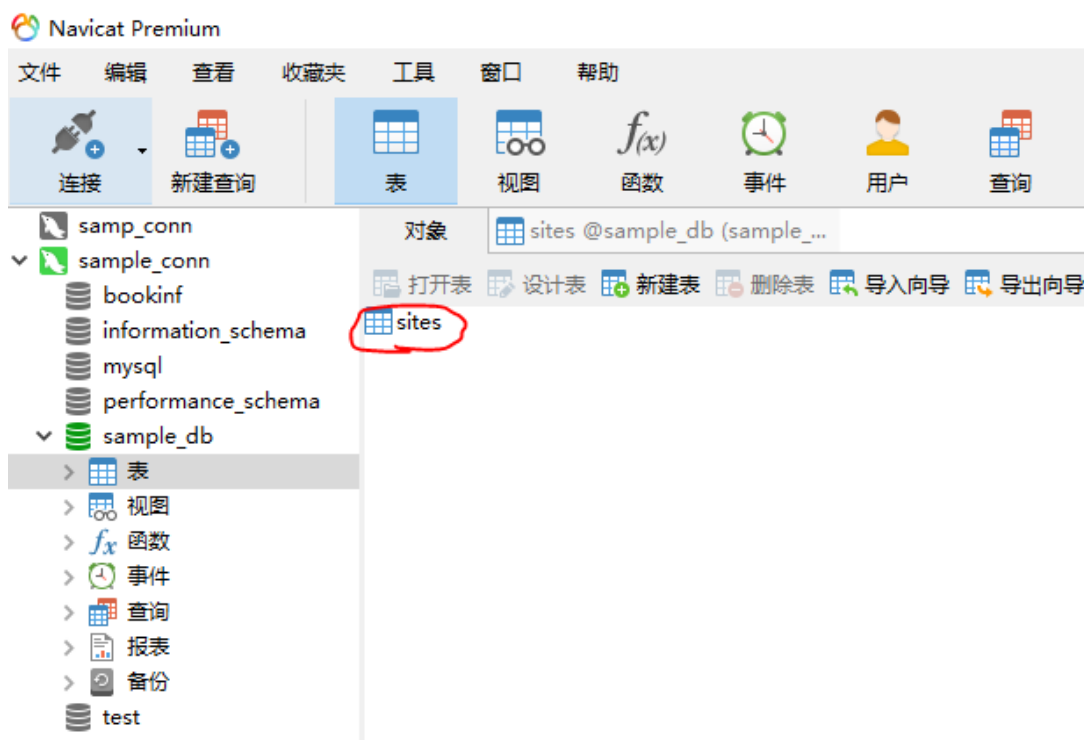 Navicat Premium
文件 编辑 查看 收藏夹 工具 窗口 帮助
连接 新建查询 表 视图 f(x) 函数 事件 用户 查询
samp_conn
sample_conn
bookinf
information_schema
mysql
performance_schema
sample_db
表
视图
fx 函数
事件
查询
报表
备份
test
对象 sites @sample_db (sample_...
打开表 设计表 新建表 删除表 导入向导 导出向导
sites